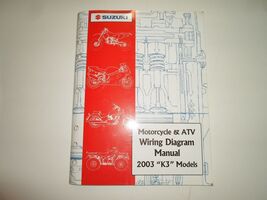 SUZUKI
Motorcycle & ATV
Wiring Diagram
Manual
2003 "K3" Models